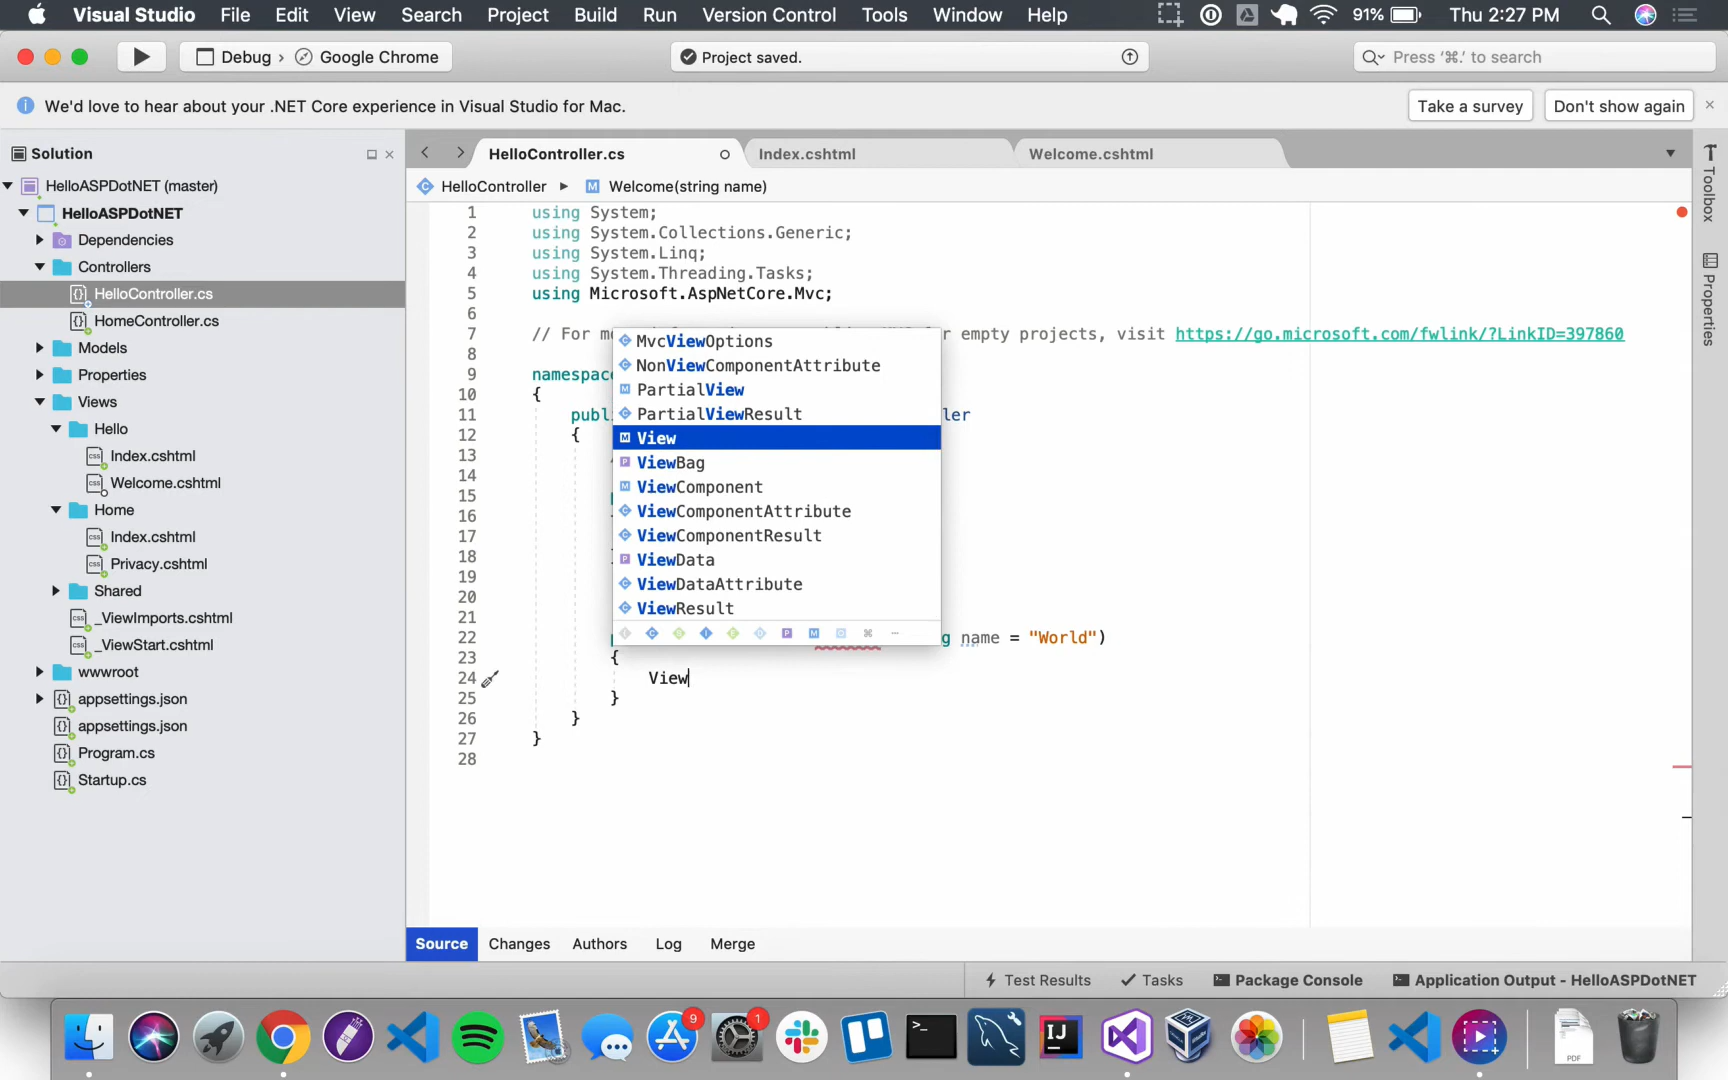 Visual Studio File Edit View Search Project Build Run Version Control Tools Window Help 91% Thu 2:27 PM
Debug › Google Chrome
Project saved.
Press ‘⌘.’ to search
We'd love to hear about your .NET Core experience in Visual Studio for Mac.
Take a survey
Don't show again
Solution
HelloASPDotNET (master)
HelloASPDotNET
Dependencies
Controllers
HelloController.cs
HomeController.cs
Models
Properties
Views
Hello
Index.cshtml
Welcome.cshtml
Home
Index.cshtml
Privacy.cshtml
Shared
_ViewImports.cshtml
_ViewStart.cshtml
wwwroot
appsettings.json
appsettings.json
Program.cs
Startup.cs
HelloController.cs
Index.cshtml
Welcome.cshtml
HelloController
Welcome(string name)
1 using System;
2 using System.Collections.Generic;
3 using System.Linq;
4 using System.Threading.Tasks;
5 using Microsoft.AspNetCore.Mvc;
6
7 // For m r empty projects, visit https://go.microsoft.com/fwlink/?LinkID=397860
8
9 namespac
10 {
11 publ ler
12 {
13
14
15
16
17
18
19
20
21
22 g name = "World")
23 {
24 View
25 }
26 }
27 }
28
MvcViewOptions
NonViewComponentAttribute
PartialView
PartialViewResult
View
ViewBag
ViewComponent
ViewComponentAttribute
ViewComponentResult
ViewData
ViewDataAttribute
ViewResult
Toolbox
Properties
Source Changes Authors Log Merge
Test Results Tasks Package Console Application Output - HelloASPDotNET
9
1
PDF